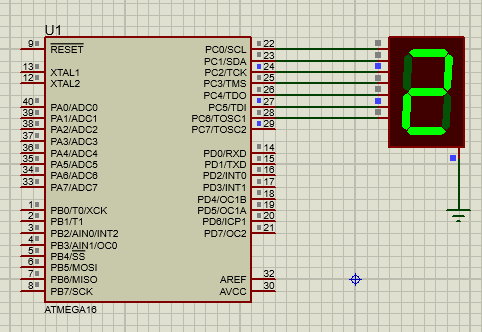 U1
9 RESET PC0/SCL 22
PC1/SDA 23
13 XTAL1 PC2/TCK 24
12 XTAL2 PC3/TMS 25
PC4/TDO 26
40 PA0/ADC0 PC5/TDI 27
39 PA1/ADC1 PC6/TOSC1 28
38 PA2/ADC2 PC7/TOSC2 29
37 PA3/ADC3
36 PA4/ADC4 PD0/RXD 14
35 PA5/ADC5 PD1/TXD 15
34 PA6/ADC6 PD2/INT0 16
33 PA7/ADC7 PD3/INT1 17
PD4/OC1B 18
1 PB0/T0/XCK PD5/OC1A 19
2 PB1/T1 PD6/ICP1 20
3 PB2/AIN0/INT2 PD7/OC2 21
4 PB3/AIN1/OC0
5 PB4/SS
6 PB5/MOSI
7 PB6/MISO AREF 32
8 PB7/SCK AVCC 30
ATMEGA16
2